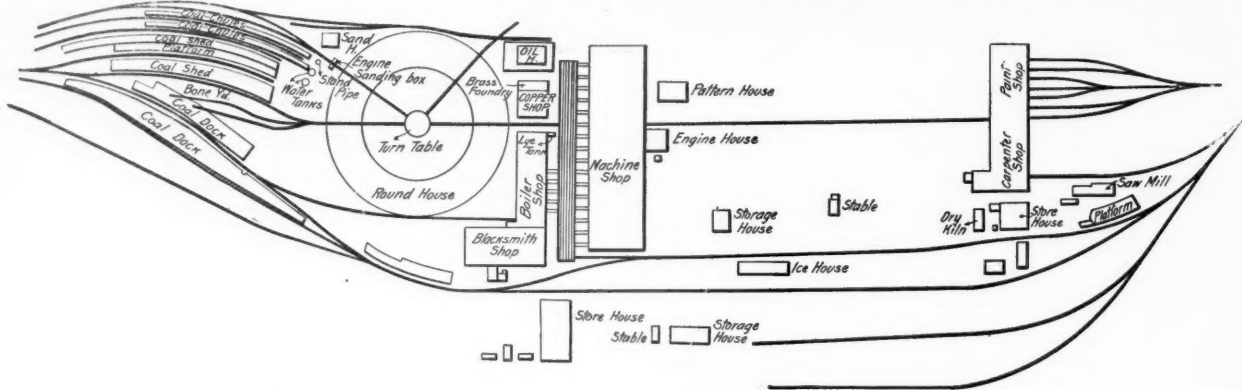 Coal Chutes
Coal Chutes
Coal shed
Platform
Coal Shed
Bone Yd.
Coal Dock
Coal Dock
Water
Tanks
Stand
Pipe
Sand
H.
Engine
Sanding box
Turn Table
Round House
OIL
H.
Brass
Foundry
COPPER
SHOP
Lye
Tank
Boiler
Shop
Blacksmith
Shop
Machine
Shop
Pattern House
Engine House
Storage
House
Stable
Ice House
Store House
Stable
Storage
House
Paint
Shop
Carpenter
Shop
Dry
Kiln
Store
House
Saw Mill
Platform